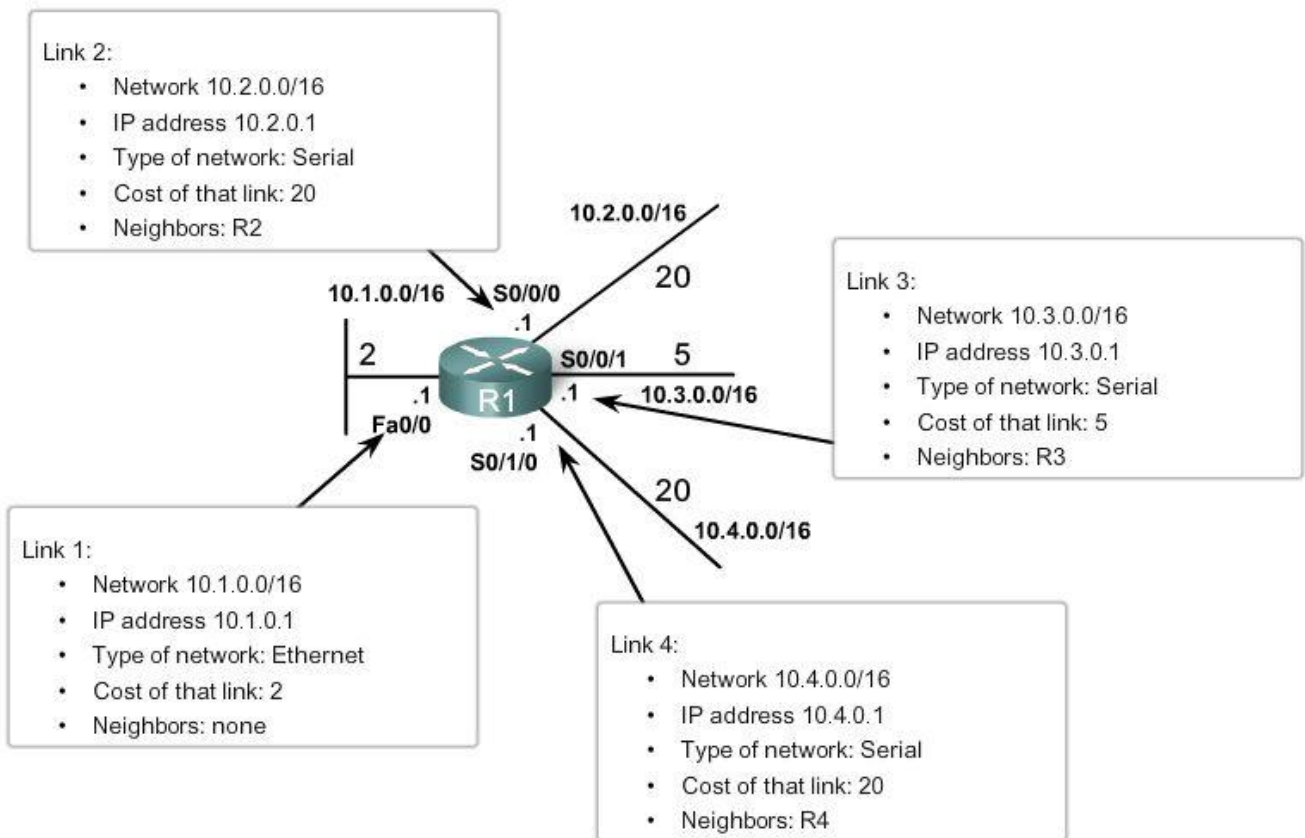 Link 2:
• Network 10.2.0.0/16
• IP address 10.2.0.1
• Type of network: Serial
• Cost of that link: 20
• Neighbors: R2
10.2.0.0/16
20
10.1.0.0/16
S0/0/0
.1
2
S0/0/1
5
.1
R1
.1
10.3.0.0/16
Fa0/0
.1
S0/1/0
20
10.4.0.0/16
Link 3:
• Network 10.3.0.0/16
• IP address 10.3.0.1
• Type of network: Serial
• Cost of that link: 5
• Neighbors: R3
Link 1:
• Network 10.1.0.0/16
• IP address 10.1.0.1
• Type of network: Ethernet
• Cost of that link: 2
• Neighbors: none
Link 4:
• Network 10.4.0.0/16
• IP address 10.4.0.1
• Type of network: Serial
• Cost of that link: 20
• Neighbors: R4